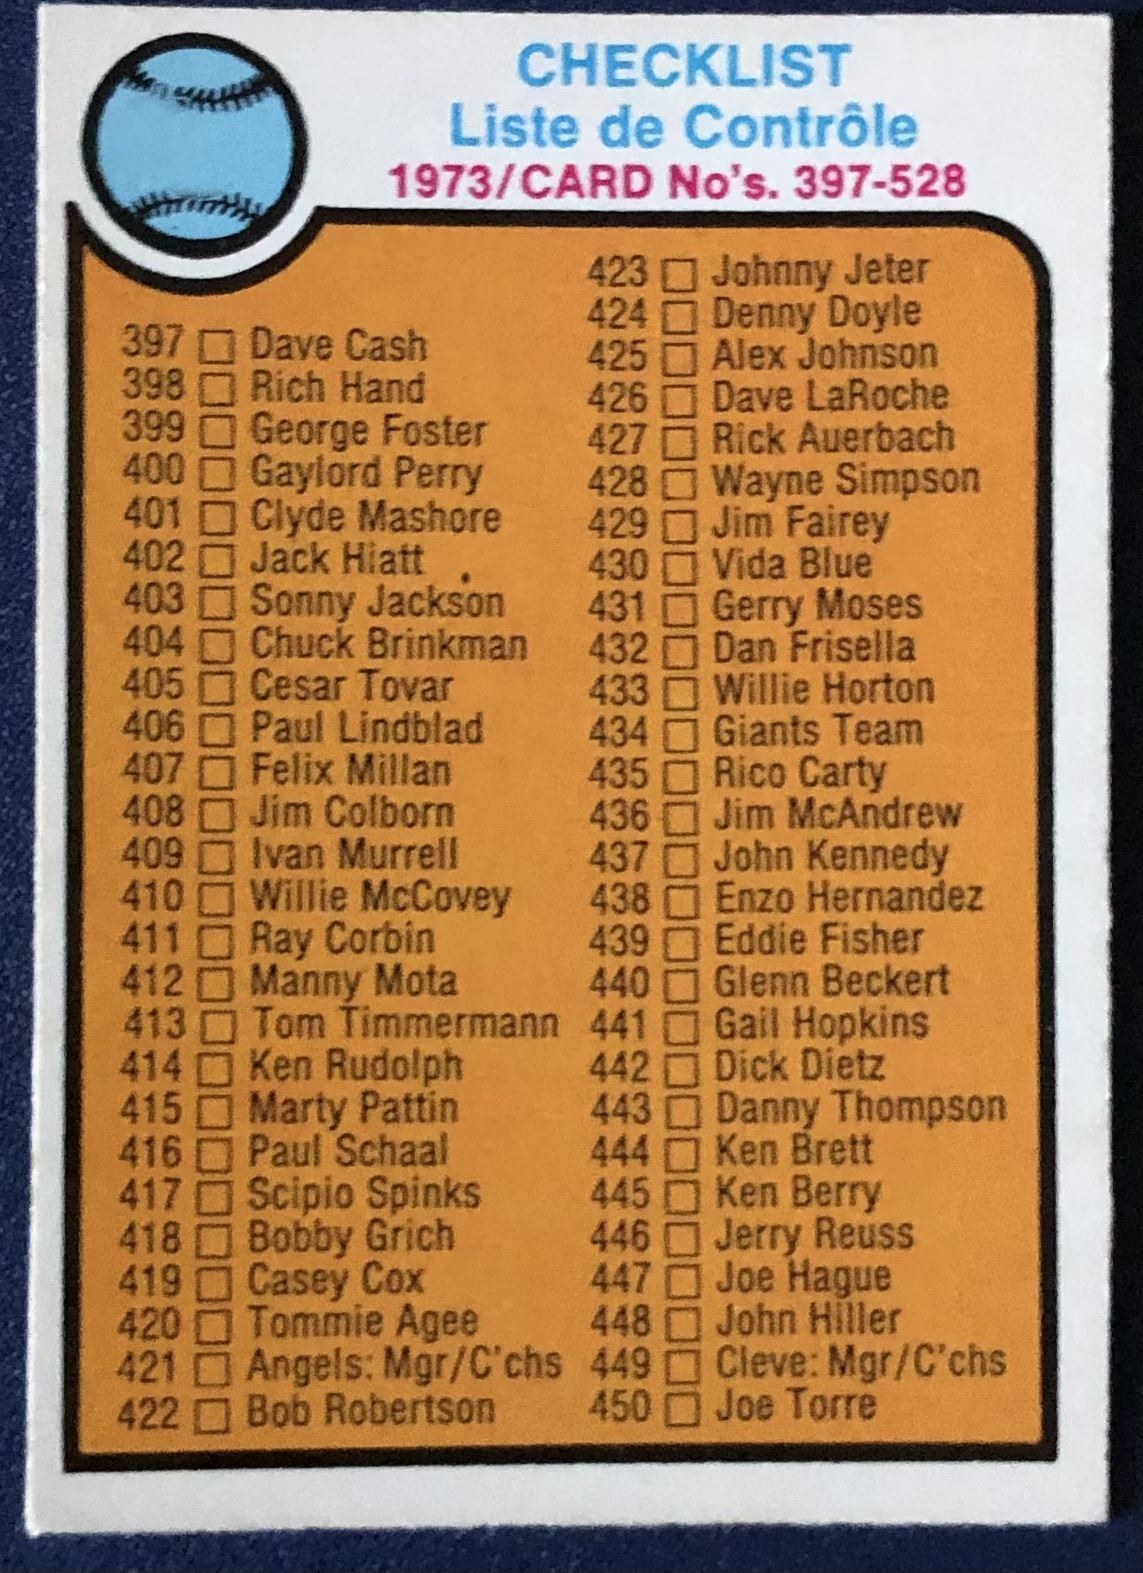 CHECKLIST
Liste de Contrôle
1973/CARD No's. 397-528
397 Dave Cash
398 Rich Hand
399 George Foster
400 Gaylord Perry
401 Clyde Mashore
402 Jack Hiatt
403 Sonny Jackson
404 Chuck Brinkman
405 Cesar Tovar
406 Paul Lindblad
407 Felix Millan
408 Jim Colborn
409 Ivan Murrell
410 Willie McCovey
411 Ray Corbin
412 Manny Mota
413 Tom Timmermann
414 Ken Rudolph
415 Marty Pattin
416 Paul Schaal
417 Scipio Spinks
418 Bobby Grich
419 Casey Cox
420 Tommie Agee
421 Angels: Mgr/C'chs
422 Bob Robertson
423 Johnny Jeter
424 Denny Doyle
425 Alex Johnson
426 Dave LaRoche
427 Rick Auerbach
428 Wayne Simpson
429 Jim Fairey
430 Vida Blue
431 Gerry Moses
432 Dan Frisella
433 Willie Horton
434 Giants Team
435 Rico Carty
436 Jim McAndrew
437 John Kennedy
438 Enzo Hernandez
439 Eddie Fisher
440 Glenn Beckert
441 Gail Hopkins
442 Dick Dietz
443 Danny Thompson
444 Ken Brett
445 Ken Berry
446 Jerry Reuss
447 Joe Hague
448 John Hiller
449 Cleve: Mgr/C'chs
450 Joe Torre